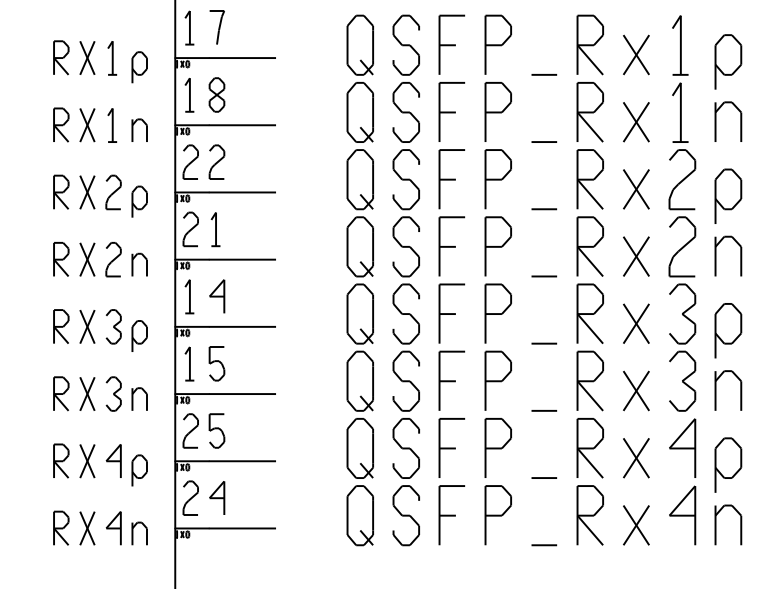 RX1p 17 QSFP_Rx1p
RX1n 18 QSFP_Rx1n
RX2p 22 QSFP_Rx2p
RX2n 21 QSFP_Rx2n
RX3p 14 QSFP_Rx3p
RX3n 15 QSFP_Rx3n
RX4p 25 QSFP_Rx4p
RX4n 24 QSFP_Rx4n